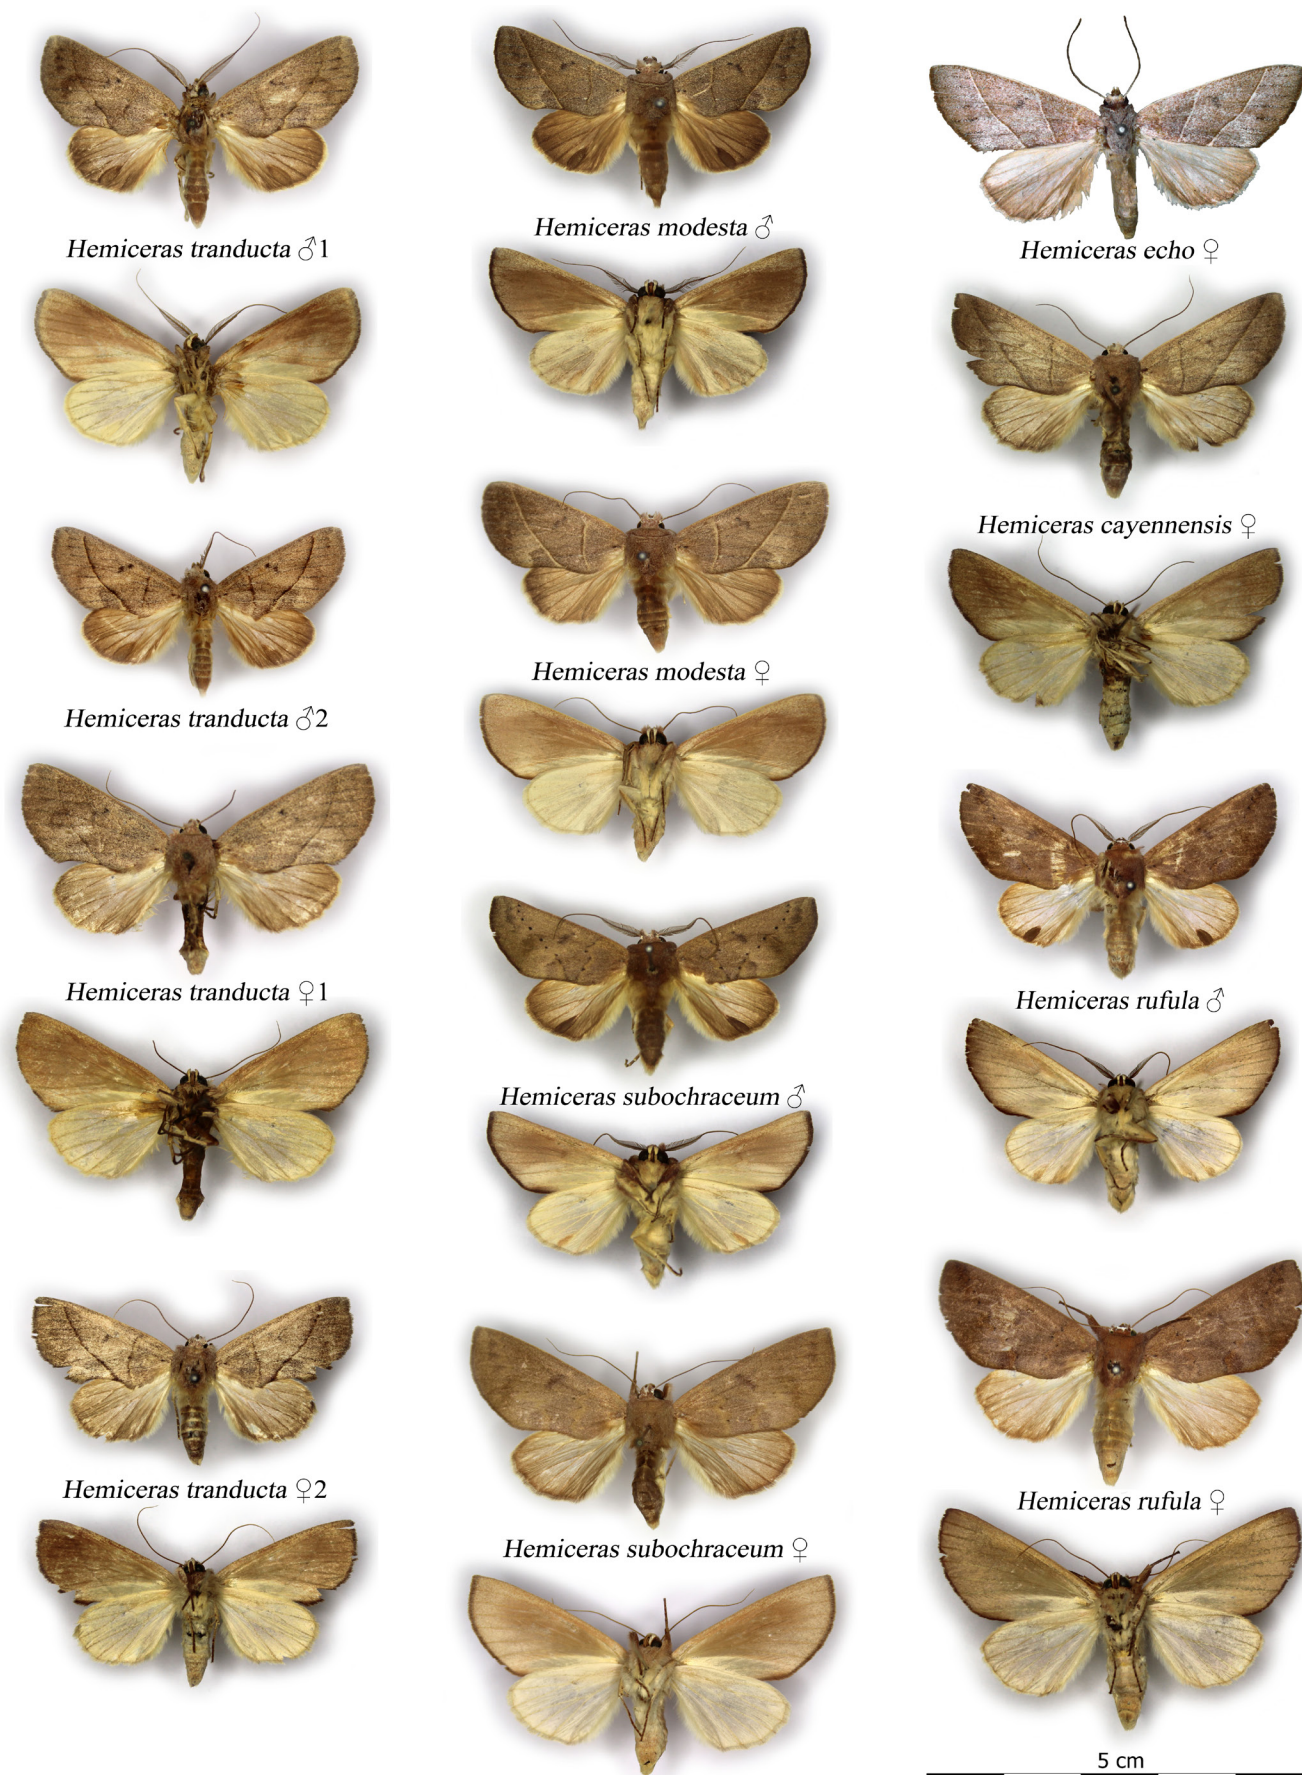 Hemiceras tranducta ♂1
Hemiceras tranducta ♂2
Hemiceras tranducta ♀1
Hemiceras tranducta ♀2
Hemiceras modesta ♂
Hemiceras modesta ♀
Hemiceras subochraceum ♂
Hemiceras subochraceum ♀
Hemiceras echo ♀
Hemiceras cayennensis ♀
Hemiceras rufula ♂
Hemiceras rufula ♀
5 cm